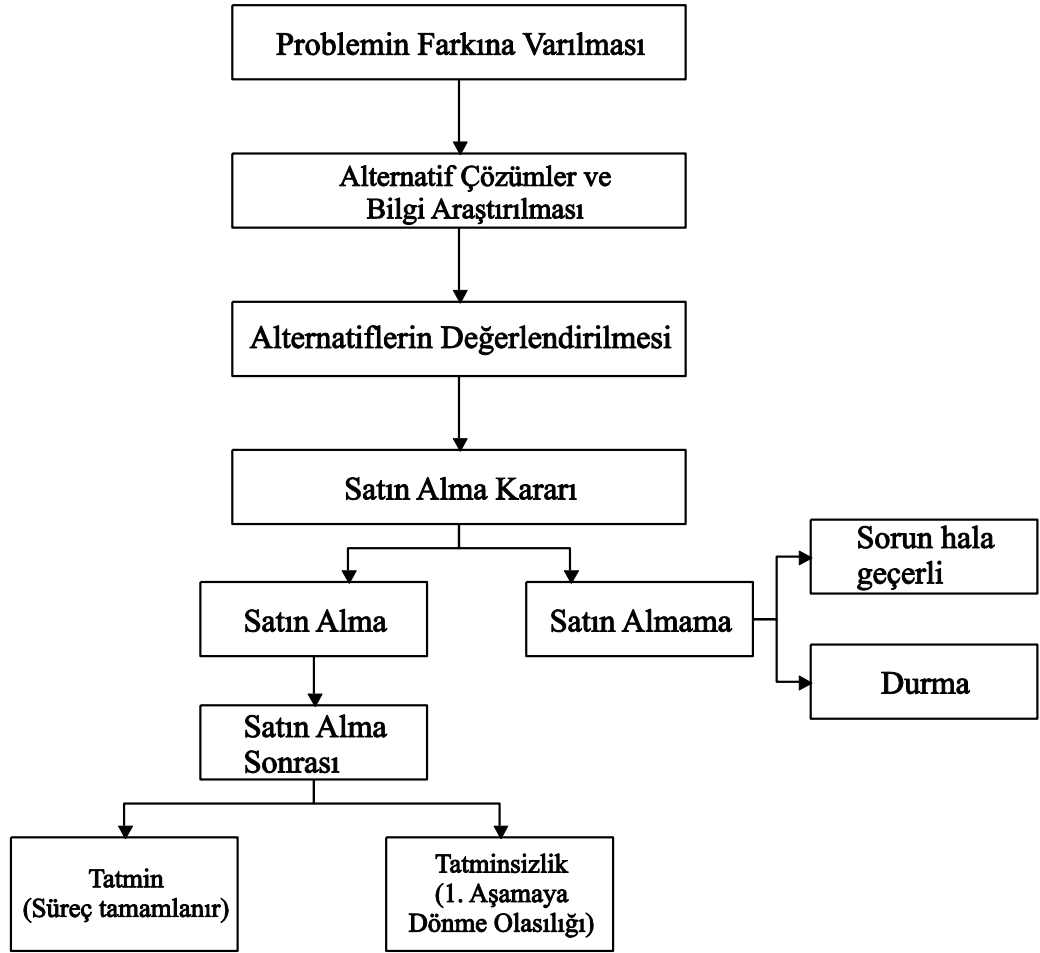 Problemin Farkına Varılması
Alternatif Çözümler ve
Bilgi Araştırılması
Alternatiflerin Değerlendirilmesi
Satın Alma Kararı
Sorun hala
geçerli
Satın Alma
Satın Almama
Durma
Satın Alma
Sonrası
Tatmin
(Süreç tamamlanır)
Tatminsizlik
(1. Aşamaya
Dönme Olasılığı)